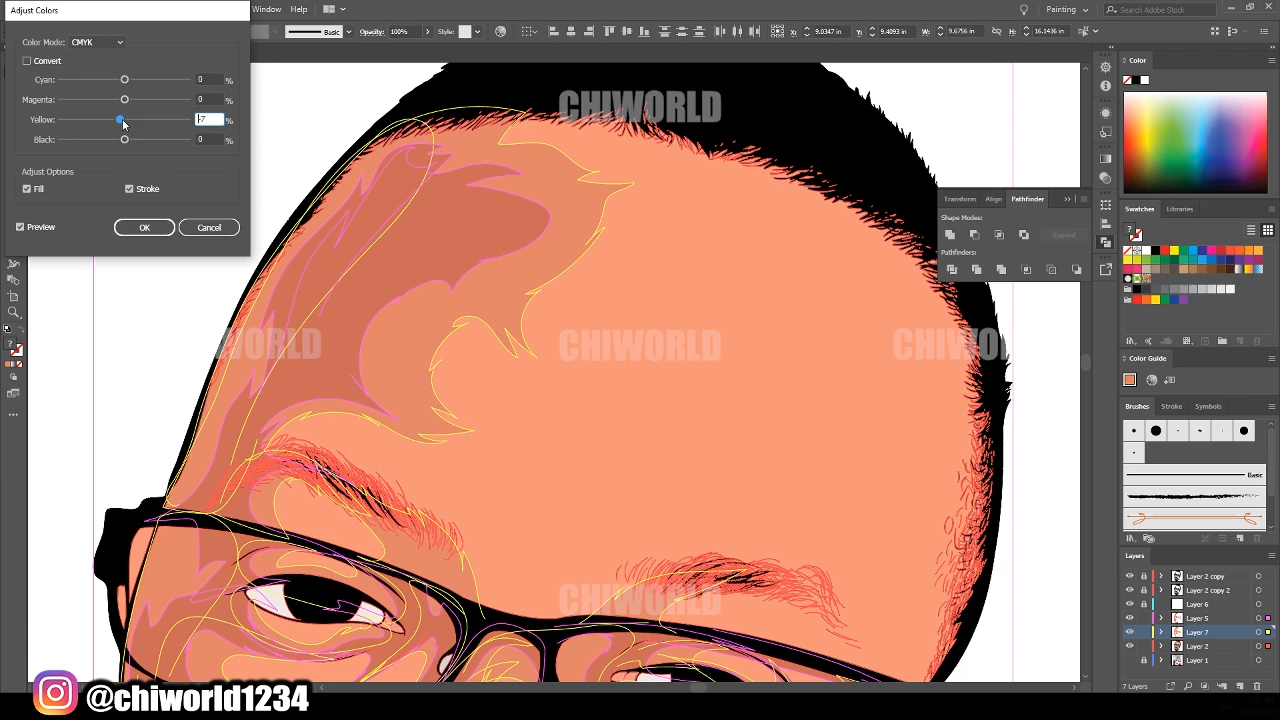 Adjust Colors
Window Help
Color Mode: CMYK
Convert
Cyan: 0 %
Magenta: 0 %
Yellow: -7 %
Black: 0 %
Adjust Options
Fill Stroke
Preview OK Cancel
Basic Opacity: 100% Style: X: 9.0347 in Y: 9.4093 in W: 9.6756 in H: 16.1436 in
Painting Search Adobe Stock
CHIWORLD
WORLD
CHIWORLD
CHIWORL
CHIWORLD
Transform Align Pathfinder
Shape Modes:
Expand
Pathfinders:
Color
Swatches Libraries
Color Guide
Brushes Stroke Symbols
Basic
Layers
Layer 2 copy
Layer 2 copy 2
Layer 6
Layer 5
Layer 7
Layer 2
Layer 1
7 Layers
@chiworld1234